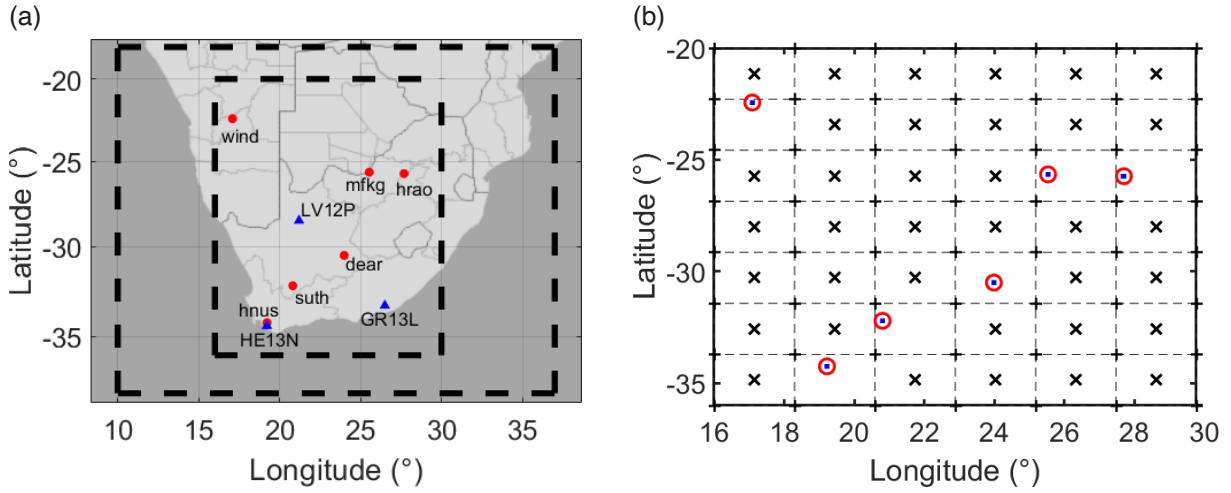 (a)
-20
-25
-30
-35
Latitude (°)
wind
mfkg
hrao
LV12P
dear
suth
hnus
GR13L
HE13N
10
15
20
25
30
35
Longitude (°)
(b)
-20
-25
-30
-35
Latitude (°)
16
18
20
22
24
26
28
30
Longitude (°)